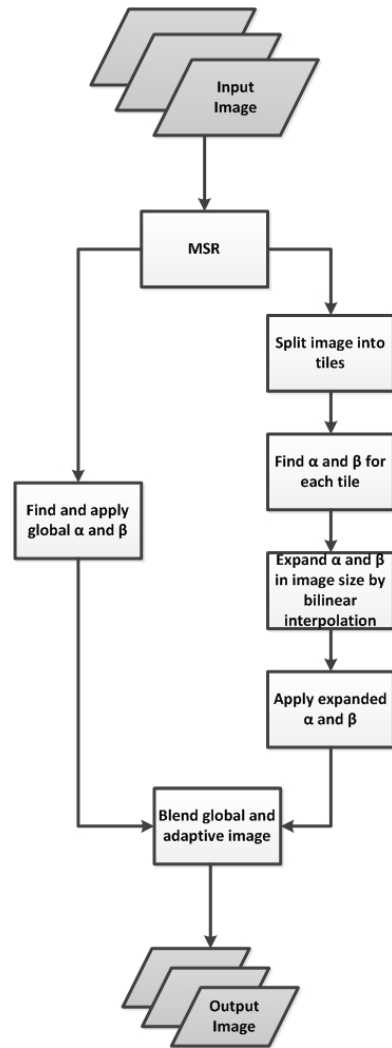 Input
Image
MSR
Split image into
tiles
Find α and β for
each tile
Find and apply
global α and β
Expand α and β
in image size by
bilinear
interpolation
Apply expanded
α and β
Blend global and
adaptive image
Output
Image